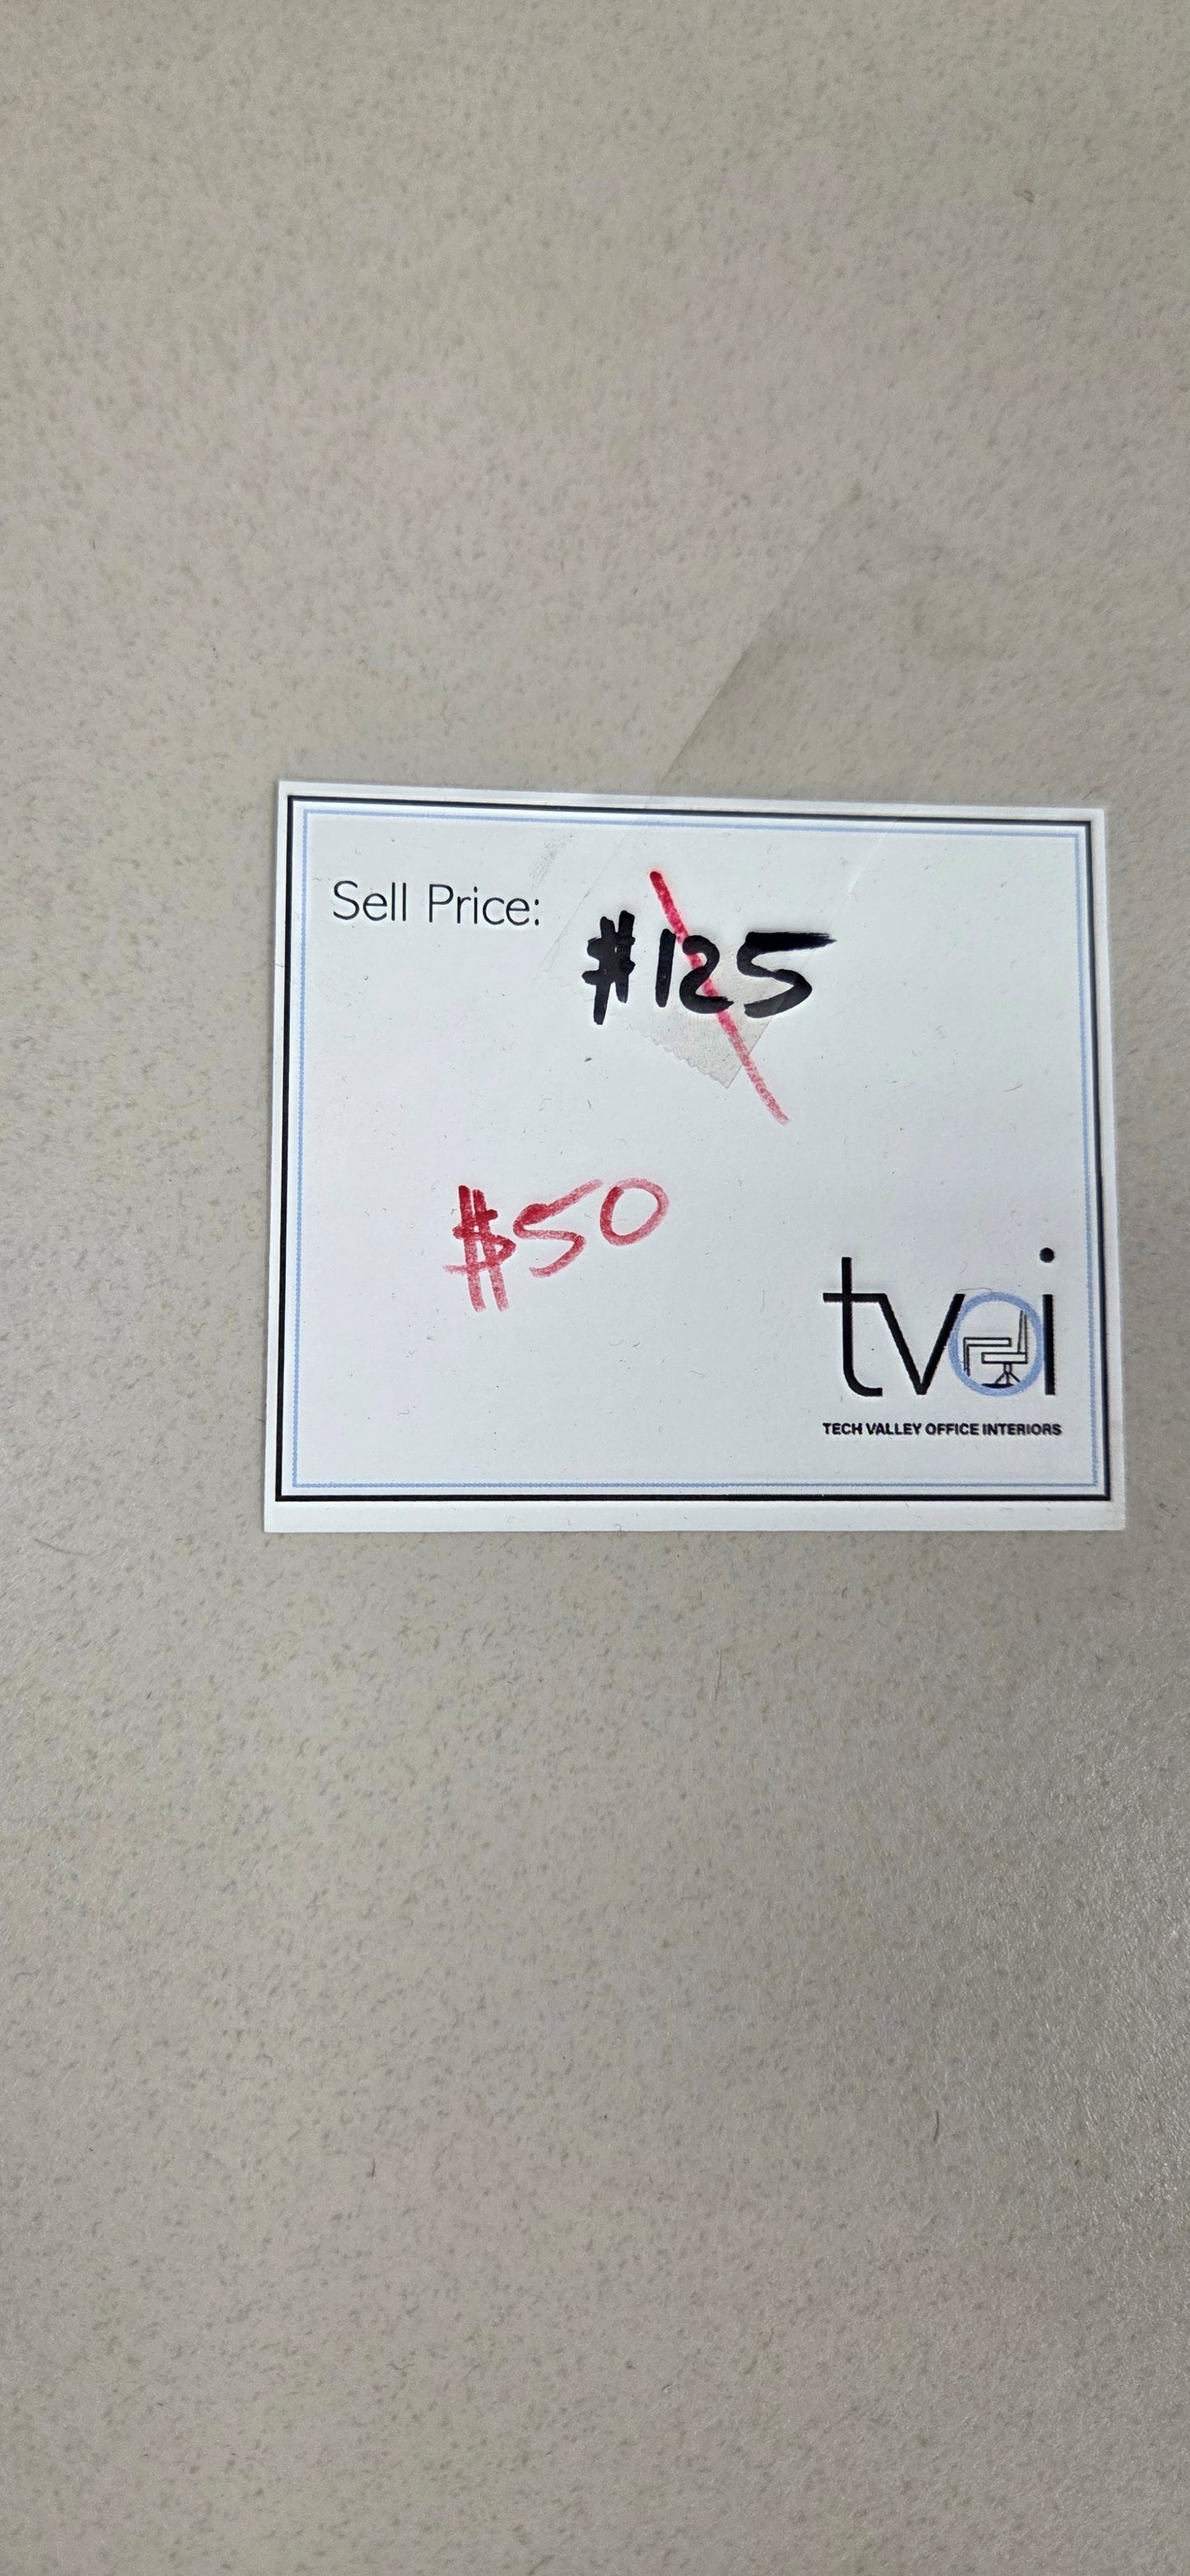 Sell Price:
$125
$50
tvoi
TECH VALLEY OFFICE INTERIORS